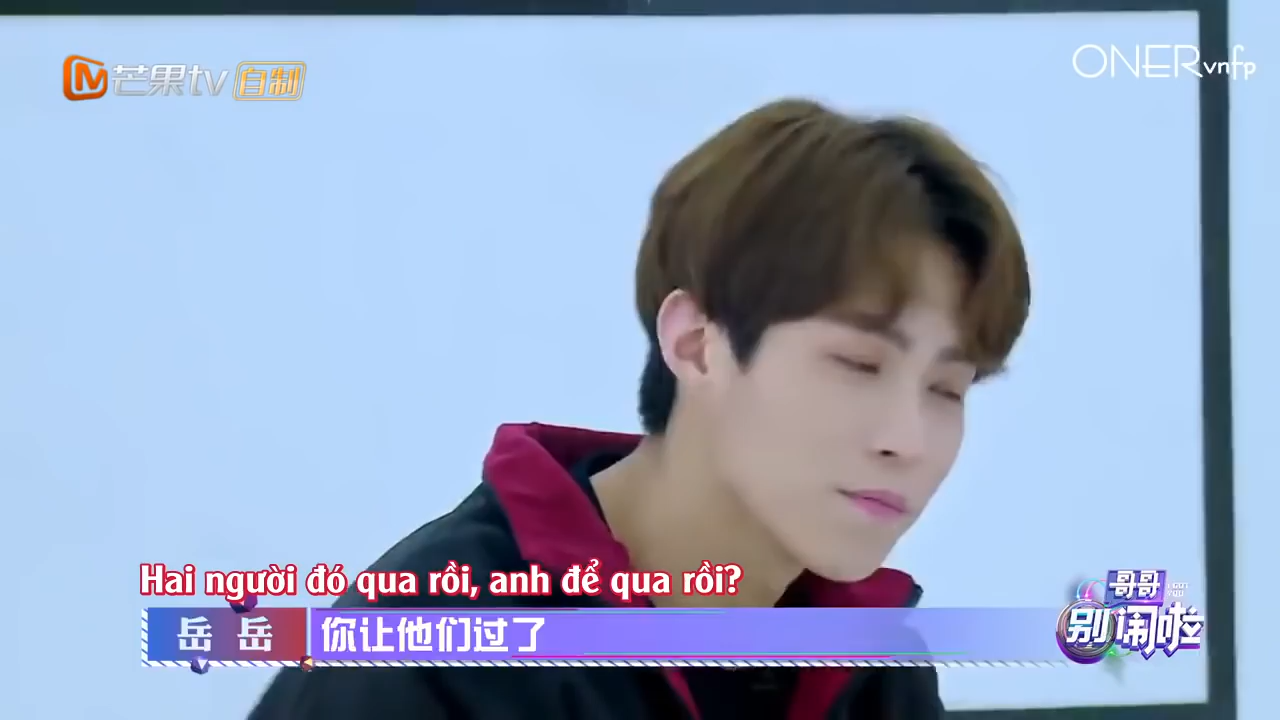 芒果tv 自制
ONERvnfp
Hai người đó qua rồi, anh để qua rồi?
岳岳 你让他们过了
哥哥
别闹啦